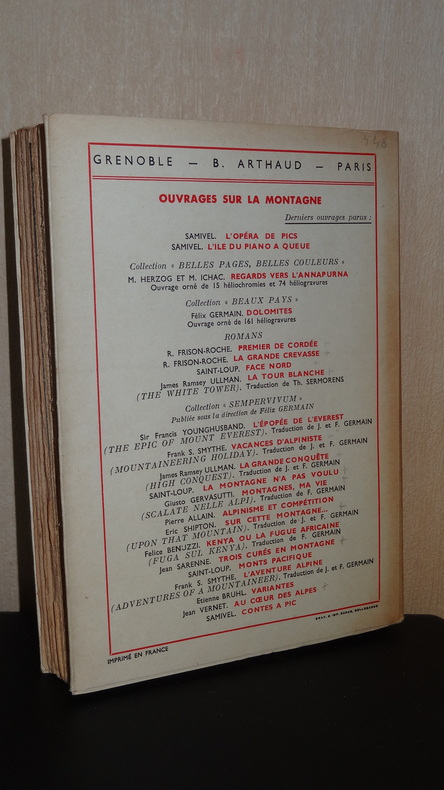 348
GRENOBLE — B. ARTHAUD — PARIS
OUVRAGES SUR LA MONTAGNE
Derniers ouvrages parus :
SAMIVEL. L'OPÉRA DE PICS
SAMIVEL. L'ILE DU PIANO A QUEUE
Collection « BELLES PAGES, BELLES COULEURS »
M. HERZOG ET M. ICHAC. REGARDS VERS L'ANNAPURNA
Ouvrage orné de 15 héliochromies et 74 héliogravures
Collection « BEAUX PAYS »
Félix GERMAIN. DOLOMITES
Ouvrage orné de 161 héliogravures
ROMANS
R. FRISON-ROCHE. PREMIER DE CORDÉE
R. FRISON-ROCHE. LA GRANDE CREVASSE
SAINT-LOUP. FACE NORD
James Ramsey ULLMAN. LA TOUR BLANCHE
(THE WHITE TOWER). Traduction de Th. SERMORENS
Collection « SEMPERVIVUM »
Publiée sous la direction de Félix GERMAIN
Sir Francis YOUNGHUSBAND. L'ÉPOPÉE DE L'EVEREST
(THE EPIC OF MOUNT EVEREST). Traduction de J. et F. GERMAIN
Frank S. SMYTHE. VACANCES D'ALPINISTE
(MOUNTAINEERING HOLIDAY). Traduction de J. et F. GERMAIN
James Ramsey ULLMAN. LA GRANDE CONQUÊTE
(HIGH CONQUEST). Traduction de J. et F. GERMAIN
SAINT-LOUP. LA MONTAGNE N'A PAS VOULU
Giusto GERVASUTTI. MONTAGNES, MA VIE
(SCALATE NELLE ALPI). Traduction de F. GERMAIN
Pierre ALLAIN. ALPINISME ET COMPÉTITION
Eric SHIPTON. SUR CETTE MONTAGNE...
(UPON THAT MOUNTAIN). Traduction de J. et F. GERMAIN
Felice BENUZZI. KENYA OU LA FUGUE AFRICAINE
(FUGA SUL KENYA). Traduction de F. GERMAIN
Jean SARENNE. TROIS CURÉS EN MONTAGNE
SAINT-LOUP. MONTS PACIFIQUE
Frank S. SMYTHE. L'AVENTURE ALPINE
(ADVENTURES OF A MOUNTAINEER). Traduction de J. et F. GERMAIN
Etienne BRUHL. VARIANTES
Jean VERNET. AU CŒUR DES ALPES
SAMIVEL. CONTES A PIC
IMPRIMÉ EN FRANCE